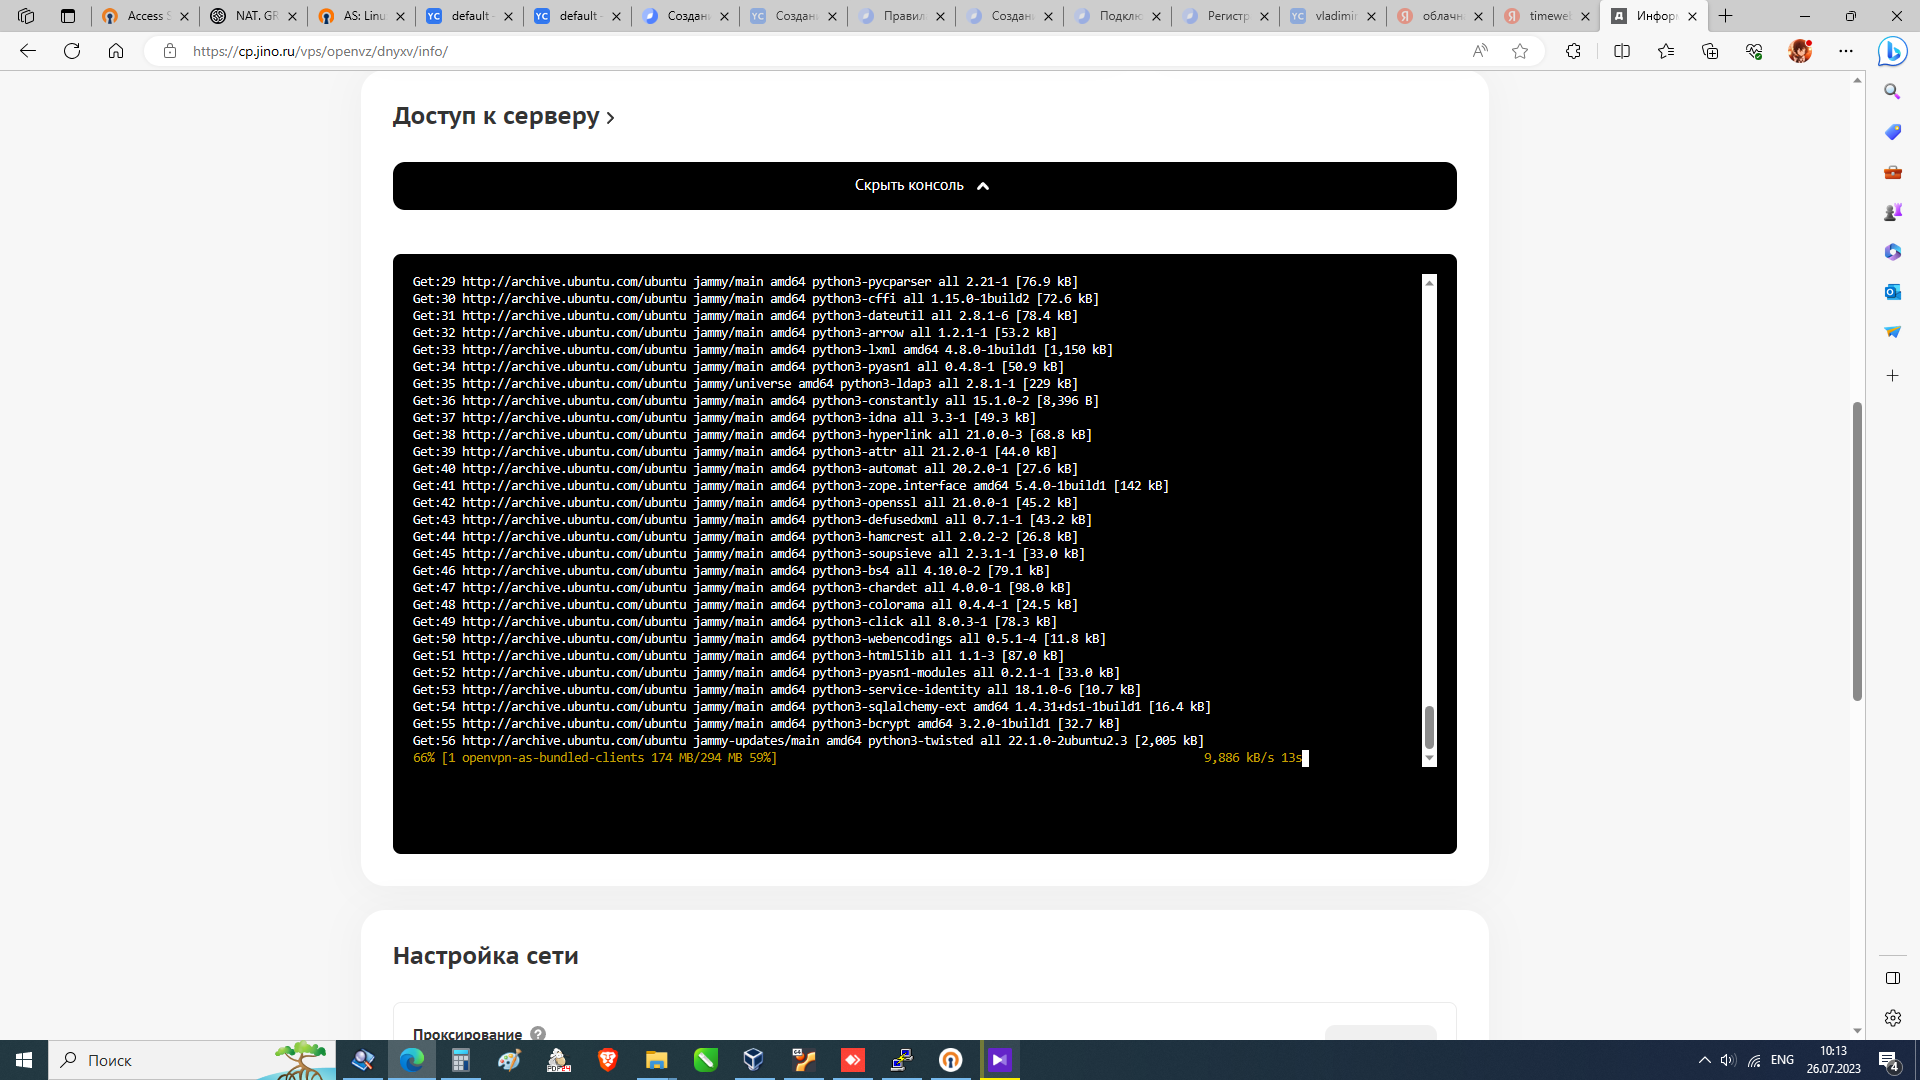 Access S
NAT. GR
AS: Linu
default -
default -
Создани
Создан
Правил
Создан
Подклю
Регистр
vladimir
облачн
timeweb
Информ
https://cp.jino.ru/vps/openvz/dnyxv/info/
Доступ к серверу
Скрыть консоль
Get:29 http://archive.ubuntu.com/ubuntu jammy/main amd64 python3-pycparser all 2.21-1 [76.9 kB]
Get:30 http://archive.ubuntu.com/ubuntu jammy/main amd64 python3-cffi all 1.15.0-1build2 [72.6 kB]
Get:31 http://archive.ubuntu.com/ubuntu jammy/main amd64 python3-dateutil all 2.8.1-6 [78.4 kB]
Get:32 http://archive.ubuntu.com/ubuntu jammy/main amd64 python3-arrow all 1.2.1-1 [53.2 kB]
Get:33 http://archive.ubuntu.com/ubuntu jammy/main amd64 python3-lxml amd64 4.8.0-1build1 [1,150 kB]
Get:34 http://archive.ubuntu.com/ubuntu jammy/main amd64 python3-pyasn1 all 0.4.8-1 [50.9 kB]
Get:35 http://archive.ubuntu.com/ubuntu jammy/universe amd64 python3-ldap3 all 2.8.1-1 [229 kB]
Get:36 http://archive.ubuntu.com/ubuntu jammy/main amd64 python3-constantly all 15.1.0-2 [8,396 B]
Get:37 http://archive.ubuntu.com/ubuntu jammy/main amd64 python3-idna all 3.3-1 [49.3 kB]
Get:38 http://archive.ubuntu.com/ubuntu jammy/main amd64 python3-hyperlink all 21.0.0-3 [68.8 kB]
Get:39 http://archive.ubuntu.com/ubuntu jammy/main amd64 python3-attr all 21.2.0-1 [44.0 kB]
Get:40 http://archive.ubuntu.com/ubuntu jammy/main amd64 python3-automat all 20.2.0-1 [27.6 kB]
Get:41 http://archive.ubuntu.com/ubuntu jammy/main amd64 python3-zope.interface amd64 5.4.0-1build1 [142 kB]
Get:42 http://archive.ubuntu.com/ubuntu jammy/main amd64 python3-openssl all 21.0.0-1 [45.2 kB]
Get:43 http://archive.ubuntu.com/ubuntu jammy/main amd64 python3-defusedxml all 0.7.1-1 [43.2 kB]
Get:44 http://archive.ubuntu.com/ubuntu jammy/main amd64 python3-hamcrest all 2.0.2-2 [26.8 kB]
Get:45 http://archive.ubuntu.com/ubuntu jammy/main amd64 python3-soupsieve all 2.3.1-1 [33.0 kB]
Get:46 http://archive.ubuntu.com/ubuntu jammy/main amd64 python3-bs4 all 4.10.0-2 [79.1 kB]
Get:47 http://archive.ubuntu.com/ubuntu jammy/main amd64 python3-chardet all 4.0.0-1 [98.0 kB]
Get:48 http://archive.ubuntu.com/ubuntu jammy/main amd64 python3-colorama all 0.4.4-1 [24.5 kB]
Get:49 http://archive.ubuntu.com/ubuntu jammy/main amd64 python3-click all 8.0.3-1 [78.3 kB]
Get:50 http://archive.ubuntu.com/ubuntu jammy/main amd64 python3-webencodings all 0.5.1-4 [11.8 kB]
Get:51 http://archive.ubuntu.com/ubuntu jammy/main amd64 python3-html5lib all 1.1-3 [87.0 kB]
Get:52 http://archive.ubuntu.com/ubuntu jammy/main amd64 python3-pyasn1-modules all 0.2.1-1 [33.0 kB]
Get:53 http://archive.ubuntu.com/ubuntu jammy/main amd64 python3-service-identity all 18.1.0-6 [10.7 kB]
Get:54 http://archive.ubuntu.com/ubuntu jammy/main amd64 python3-sqlalchemy-ext amd64 1.4.31+ds1-1build1 [16.4 kB]
Get:55 http://archive.ubuntu.com/ubuntu jammy/main amd64 python3-bcrypt amd64 3.2.0-1build1 [32.7 kB]
Get:56 http://archive.ubuntu.com/ubuntu jammy-updates/main amd64 python3-twisted all 22.1.0-2ubuntu2.3 [2,005 kB]
66% [1 openvpn-as-bundled-clients 174 MB/294 MB 59%] 9,886 kB/s 13s
Настройка сети
Проксирование
Поиск
ENG
10:13
26.07.2023
4